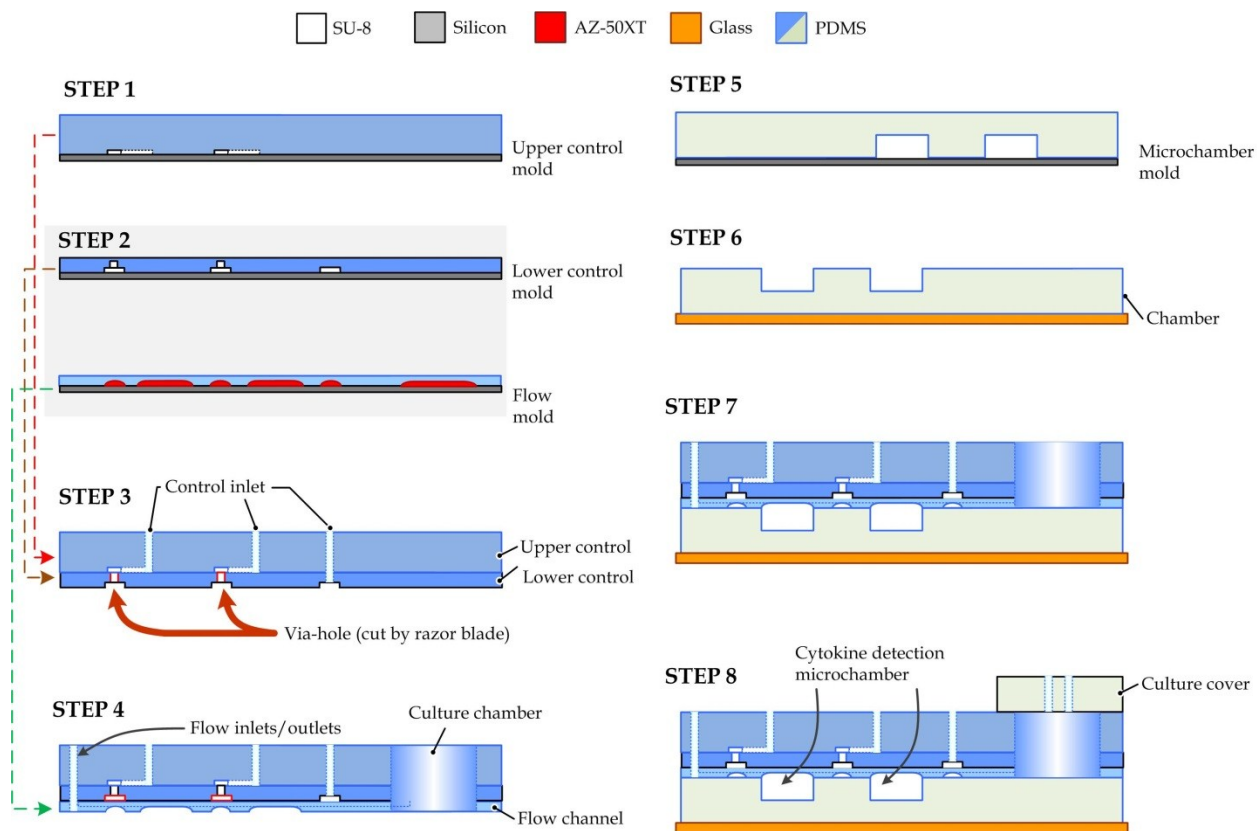 SU-8
Silicon
AZ-50XT
Glass
PDMS
STEP 1
Upper control
mold
STEP 2
Lower control
mold
Flow
mold
STEP 3
Control inlet
Upper control
Lower control
Via-hole (cut by razor blade)
STEP 4
Flow inlets/outlets
Culture chamber
Flow channel
STEP 5
Microchamber
mold
STEP 6
Chamber
STEP 7
STEP 8
Cytokine detection
microchamber
Culture cover